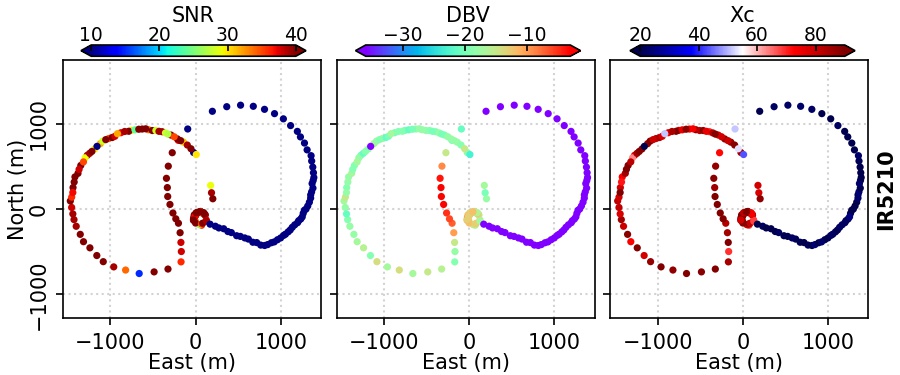 SNR DBV Xc
10 20 30 40 −30 −20 −10 20 40 60 80
1000
0
−1000
North (m)
−1000 0 1000 −1000 0 1000 −1000 0 1000
East (m) East (m) East (m)
IR5210